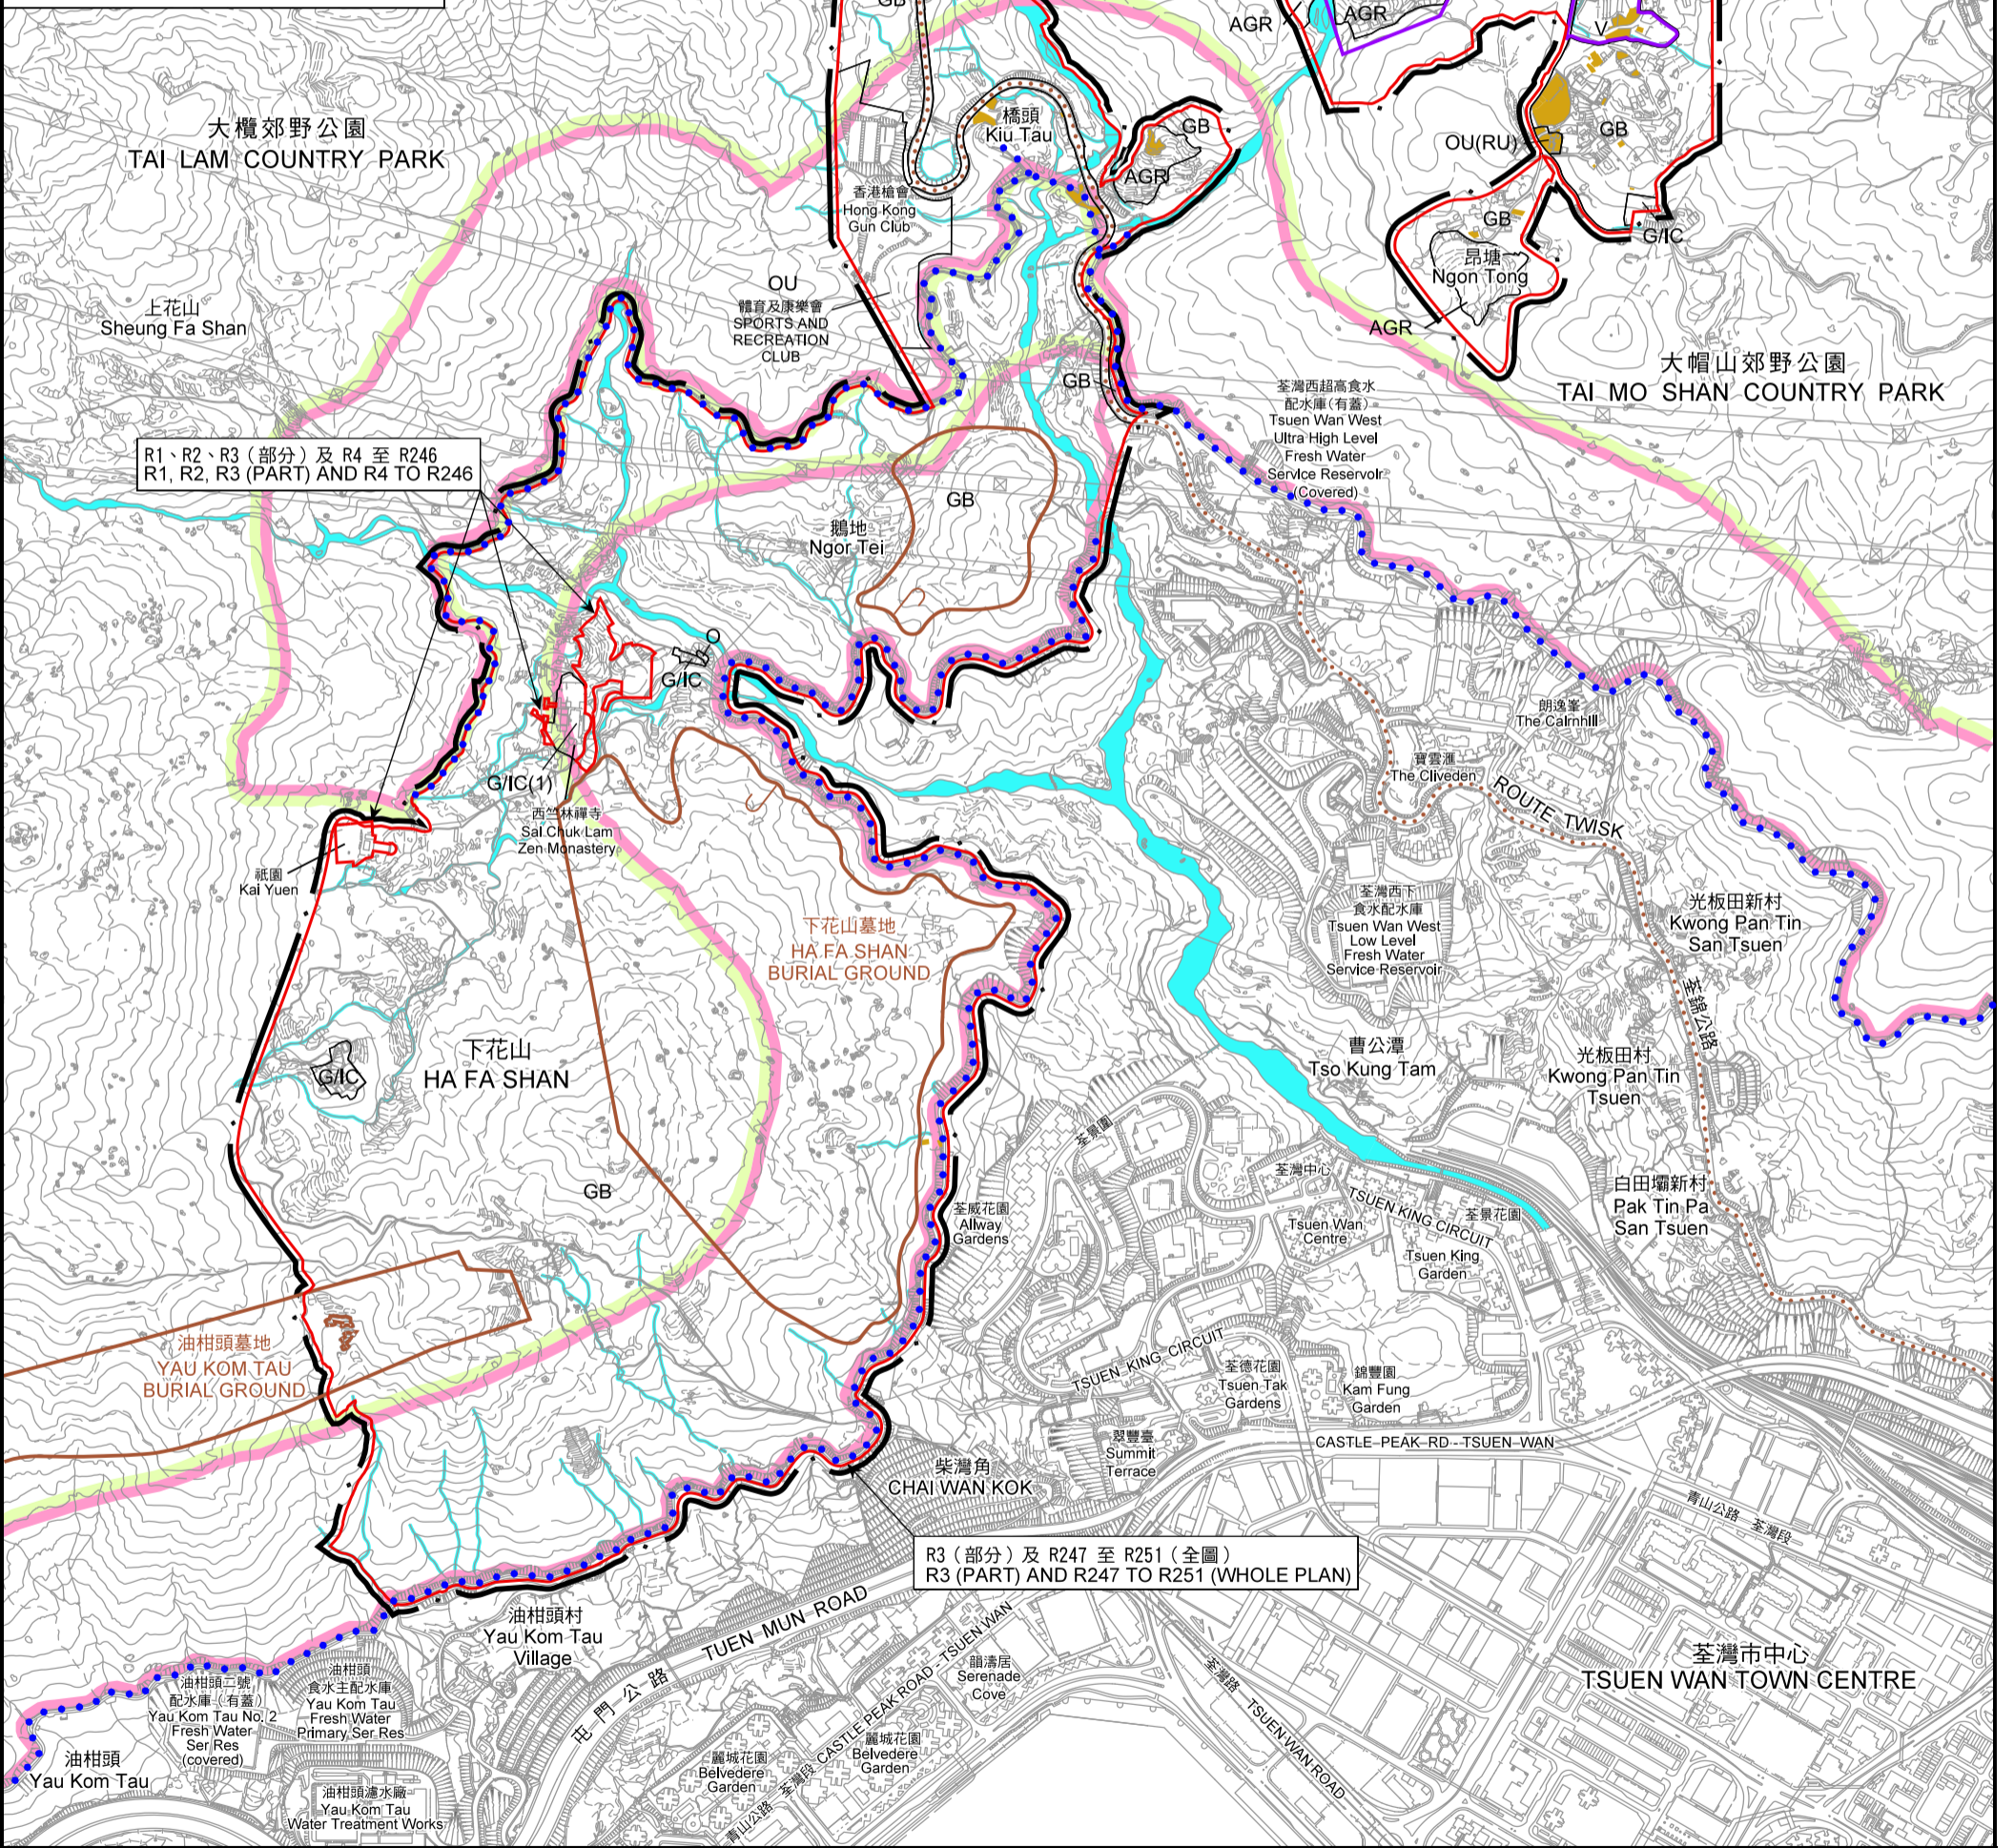 GB
AGR
AGR
V
大欖郊野公園
TAI LAM COUNTRY PARK
橋頭
Kiu Tau
GB
AGR
OU(RU)
GB
香港槍會
Hong Kong
Gun Club
GB
G/IC
昂塘
Ngon Tong
AGR
上花山
Sheung Fa Shan
OU
體育及康樂會
SPORTS AND
RECREATION
CLUB
大帽山郊野公園
TAI MO SHAN COUNTRY PARK
GB
荃灣西超高食水
配水庫(有蓋)
Tsuen Wan West
Ultra High Level
Fresh Water
Service Reservoir
(Covered)
R1、R2、R3（部分）及 R4 至 R246
R1, R2, R3 (PART) AND R4 TO R246
GB
鵝地
Ngor Tei
O
G/IC
朗逸峯
The Cairnhill
寶雲滙
The Cliveden
ROUTE TWISK
G/IC(1)
西竺林禪寺
Sai Chuk Lam
Zen Monastery
祇園
Kai Yuen
下花山墓地
HA FA SHAN
BURIAL GROUND
荃灣西下
食水配水庫
Tsuen Wan West
Low Level
Fresh Water
Service Reservoir
光板田新村
Kwong Pan Tin
San Tsuen
荃錦公路
下花山
HA FA SHAN
G/IC
曹公潭
Tso Kung Tam
光板田村
Kwong Pan Tin
Tsuen
荃景圍
荃灣中心
Tsuen Wan
Centre
TSUEN KING CIRCUIT
荃景花園
Tsuen King
Garden
白田壩新村
Pak Tin Pa
San Tsuen
GB
荃威花園
Allway
Gardens
油柑頭墓地
YAU KOM TAU
BURIAL GROUND
TSUEN KING CIRCUIT
荃德花園
Tsuen Tak
Gardens
錦豐園
Kam Fung
Garden
翠豐臺
Summit
Terrace
CASTLE PEAK RD - TSUEN WAN
柴灣角
CHAI WAN KOK
青山公路 荃灣段
R3（部分）及 R247 至 R251（全圖）
R3 (PART) AND R247 TO R251 (WHOLE PLAN)
油柑頭村
Yau Kom Tau
Village
屯門公路
TUEN MUN ROAD
韻濤居
Serenade
Cove
荃灣路
TSUEN WAN ROAD
荃灣市中心
TSUEN WAN TOWN CENTRE
油柑頭二號
配水庫（有蓋）
Yau Kom Tau No. 2
Fresh Water
Ser Res
(covered)
油柑頭
食水主配水庫
Yau Kom Tau
Fresh Water
Primary Ser Res
油柑頭
Yau Kom Tau
油柑頭濾水廠
Yau Kom Tau
Water Treatment Works
麗城花園
Belvedere
Garden
麗城花園
Belvedere
Garden
青山公路 荃灣段
CASTLE PEAK ROAD - TSUEN WAN